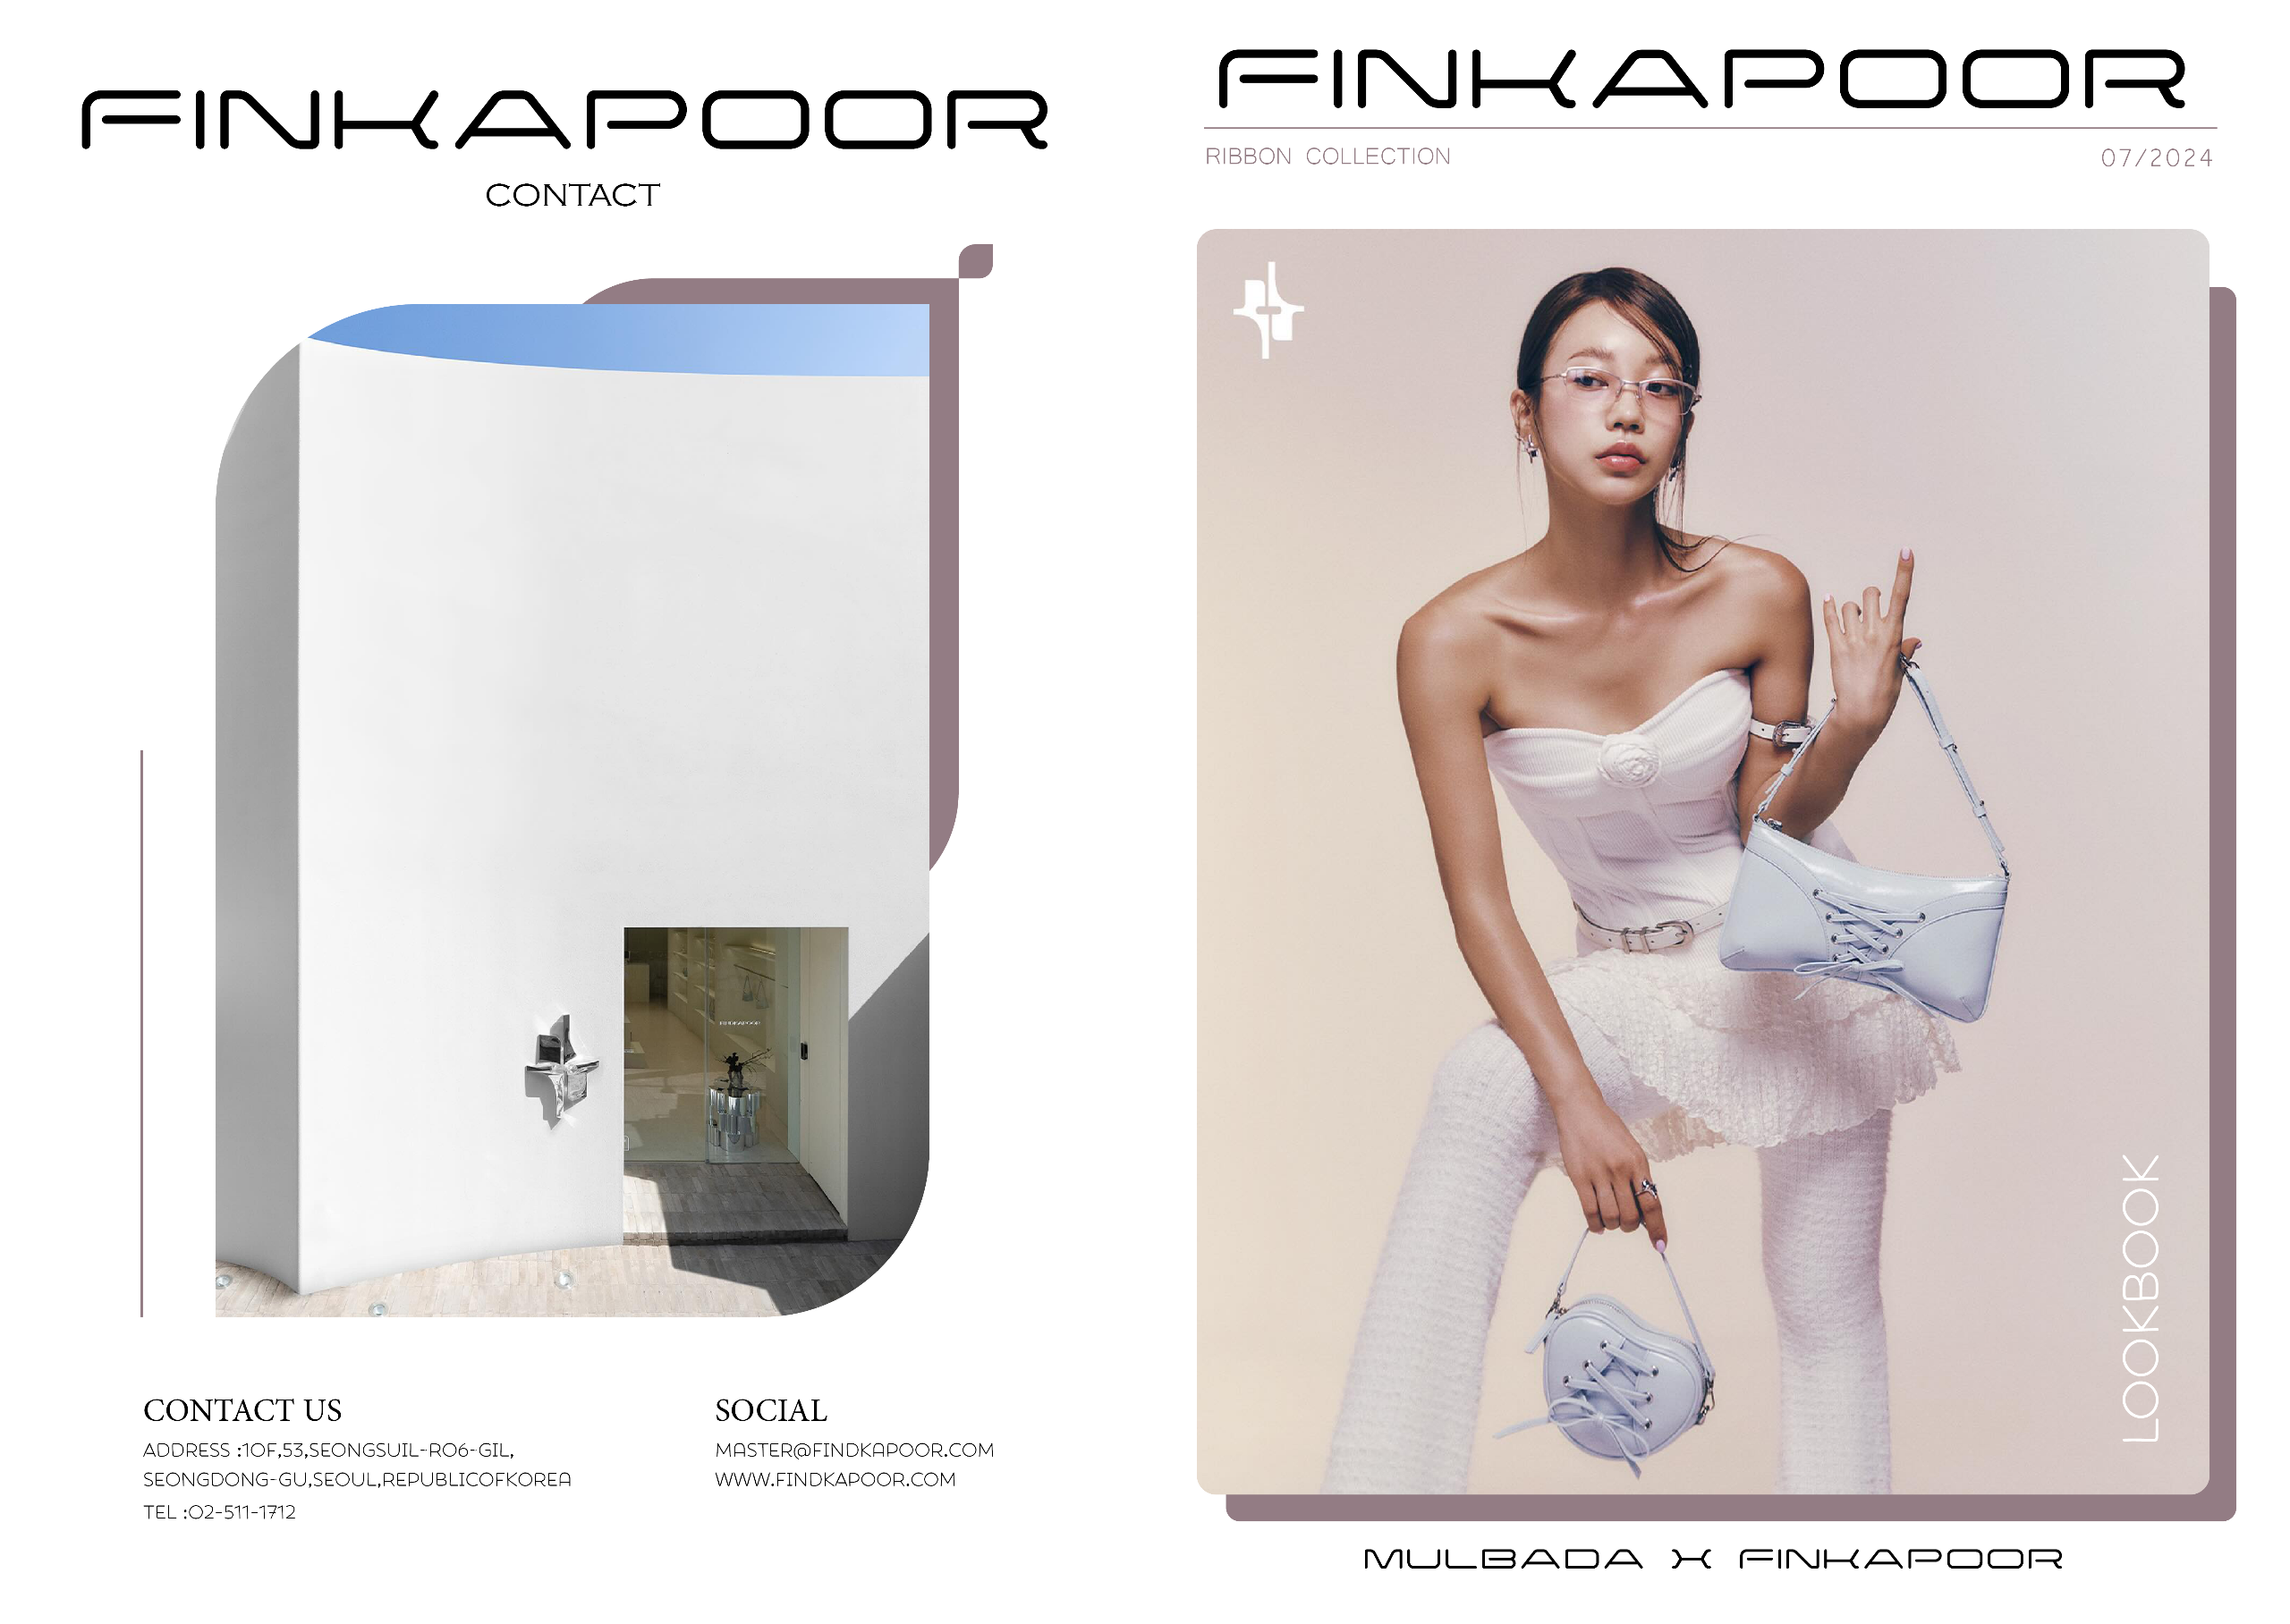 FINKAPOOR
CONTACT
FINDKAPOOR
CONTACT US
ADDRESS :10F,53,SEONGSUIL-RO6-GIL,
SEONGDONG-GU,SEOUL,REPUBLICOFKOREA
TEL :02-511-1712
SOCIAL
MASTER@FINDKAPOOR.COM
WWW.FINDKAPOOR.COM
FINKAPOOR
RIBBON COLLECTION
07/2024
LOOKBOOK
MULBADA X FINKAPOOR